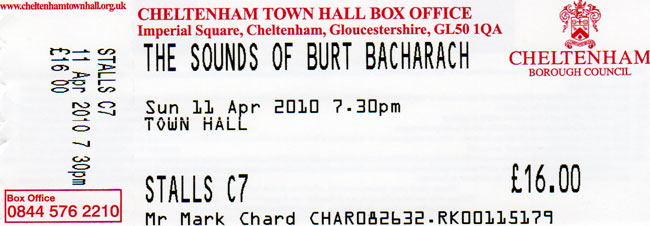 www.cheltenhamtownhall.org.uk
CHELTENHAM TOWN HALL BOX OFFICE
Imperial Square, Cheltenham, Gloucestershire, GL50 1QA
CHELTENHAM
BOROUGH COUNCIL
STALLS C7
11 Apr 2010 7 30pm
£16 00
THE SOUNDS OF BURT BACHARACH
Sun 11 Apr 2010 7.30pm
TOWN HALL
STALLS C7
£16.00
Mr Mark Chard CHAR082632.RK00115179
Box Office
0844 576 2210